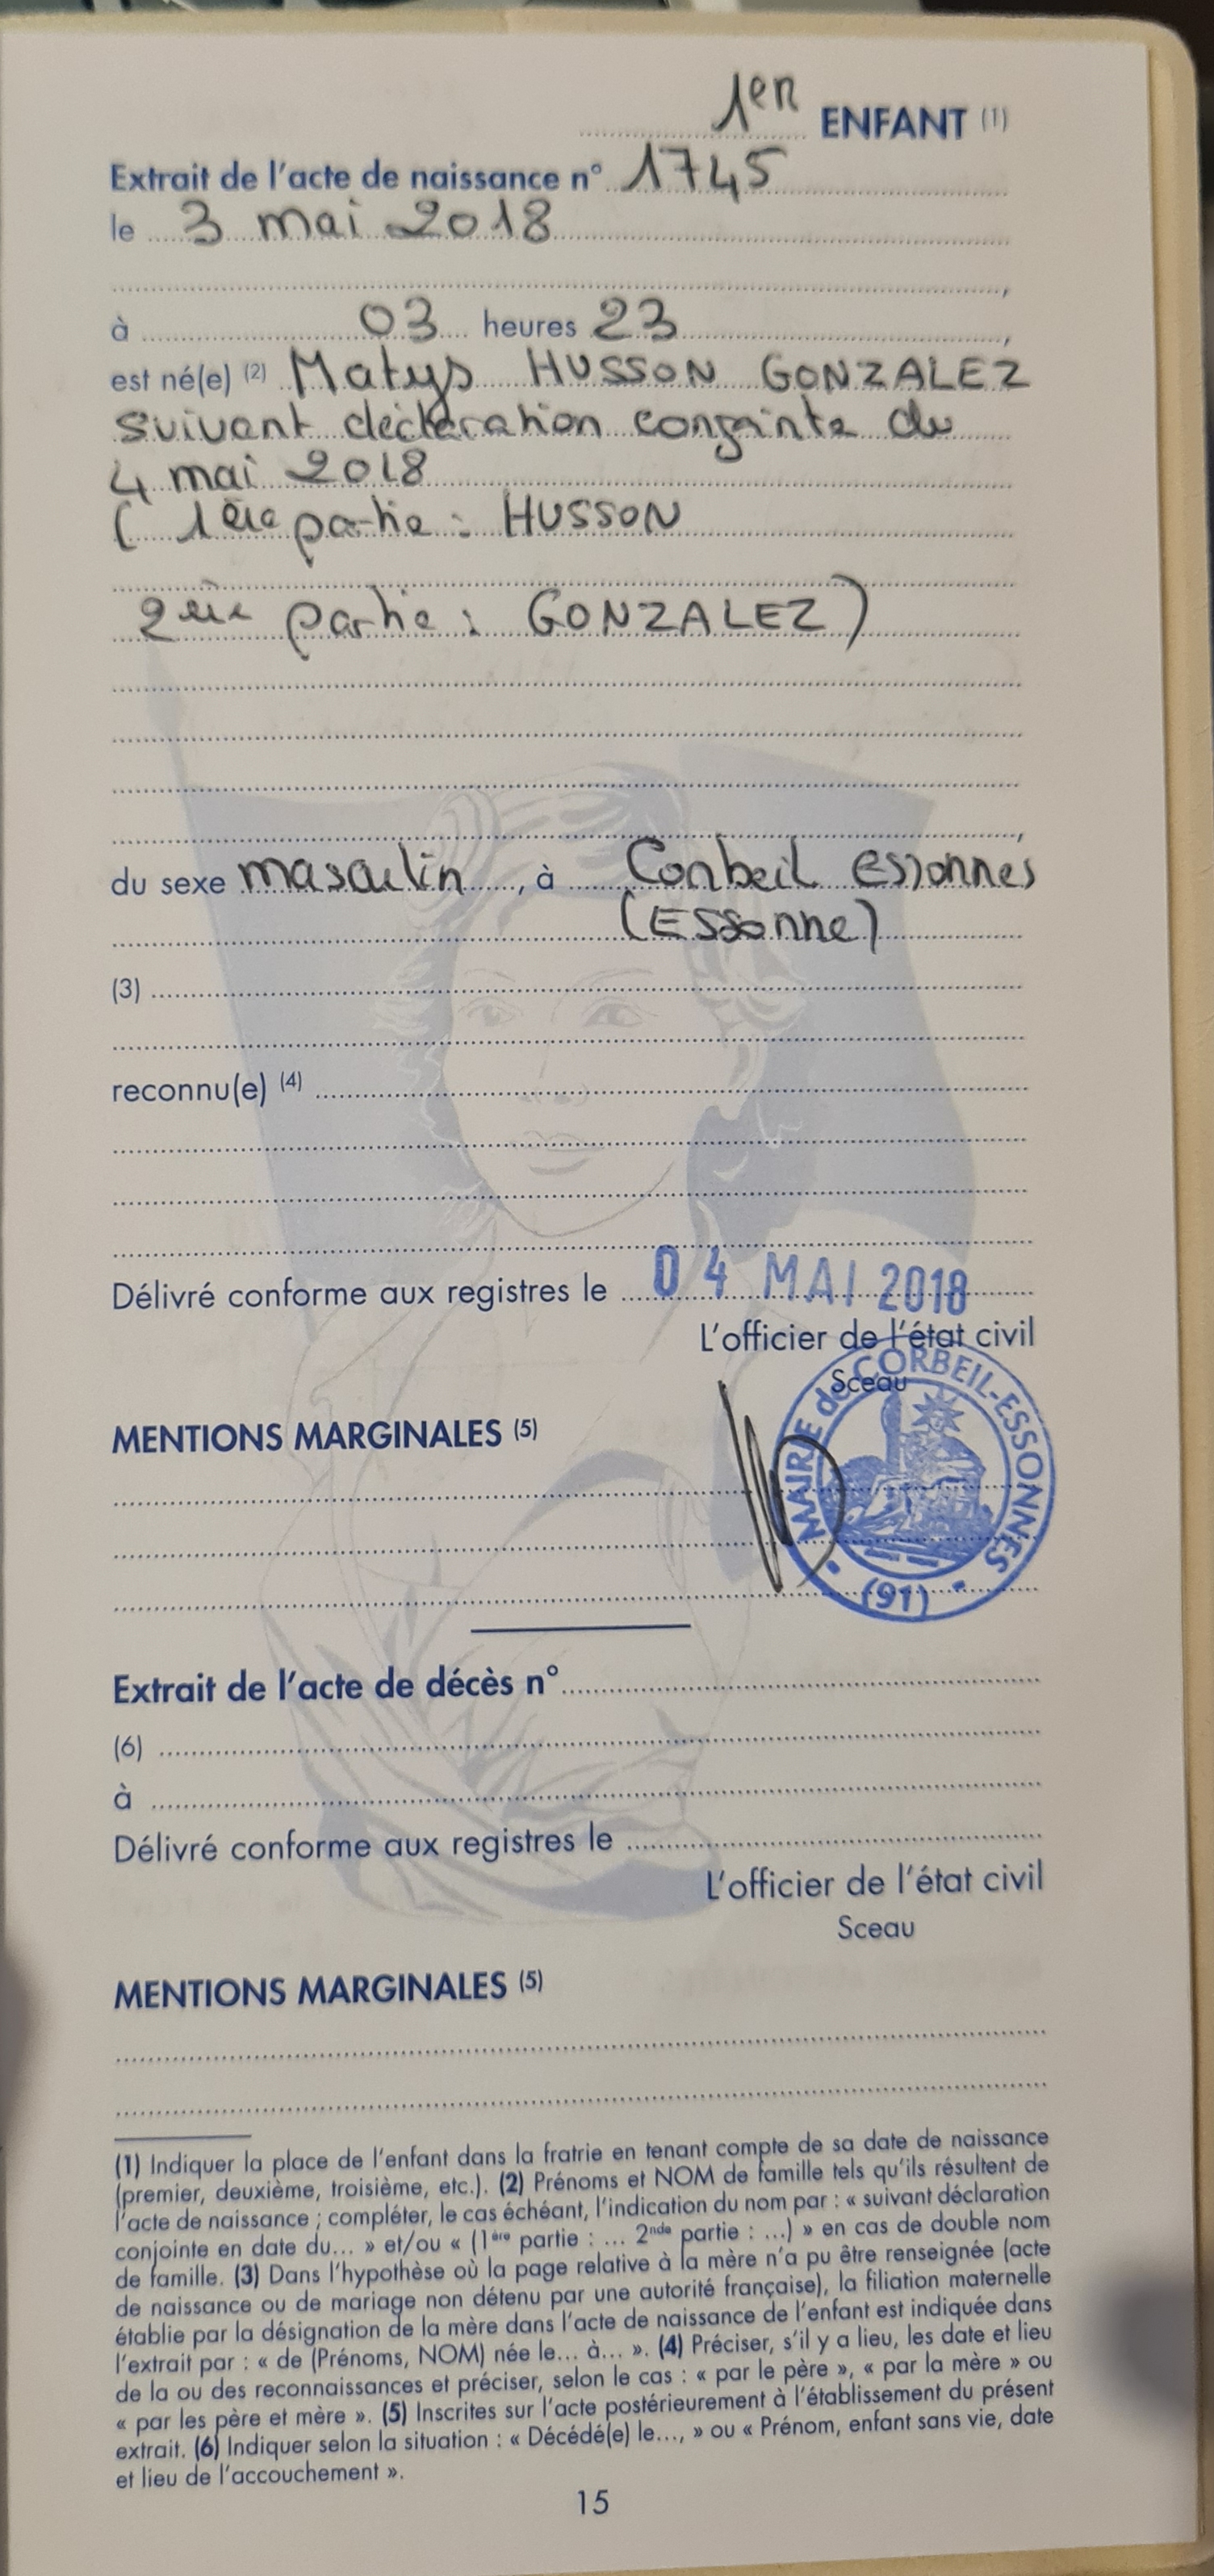 1er ENFANT (1)
Extrait de l'acte de naissance n° 1745
le 3 mai 2018
à 03 heures 23
est né(e) (2) Matys HUSSON GONZALEZ
suivant déclaration conjointe du
4 mai 2018
( 1ère partie : HUSSON
2ème partie : GONZALEZ )
du sexe masculin, à Corbeil Essonnes
(Essonne)
(3)
reconnu(e) (4)
Délivré conforme aux registres le 04 MAI 2018
L'officier de l'état civil
Sceau
MAIRIE de CORBEIL-ESSONNES
(91)
MENTIONS MARGINALES (5)
Extrait de l'acte de décès n°
(6)
à
Délivré conforme aux registres le
L'officier de l'état civil
Sceau
MENTIONS MARGINALES (5)
(1) Indiquer la place de l'enfant dans la fratrie en tenant compte de sa date de naissance
(premier, deuxième, troisième, etc.). (2) Prénoms et NOM de famille tels qu'ils résultent de
l'acte de naissance ; compléter, le cas échéant, l'indication du nom par : « suivant déclaration
conjointe en date du... » et/ou « (1ère partie : ... 2nde partie : ...) » en cas de double nom
de famille. (3) Dans l'hypothèse où la page relative à la mère n'a pu être renseignée (acte
de naissance ou de mariage non détenu par une autorité française), la filiation maternelle
établie par la désignation de la mère dans l'acte de naissance de l'enfant est indiquée dans
l'extrait par : « de (Prénoms, NOM) née le... à... ». (4) Préciser, s'il y a lieu, les date et lieu
de la ou des reconnaissances et préciser, selon le cas : « par le père », « par la mère » ou
« par les père et mère ». (5) Inscrites sur l'acte postérieurement à l'établissement du présent
extrait. (6) Indiquer selon la situation : « Décédé(e) le..., » ou « Prénom, enfant sans vie, date
et lieu de l'accouchement ».
15